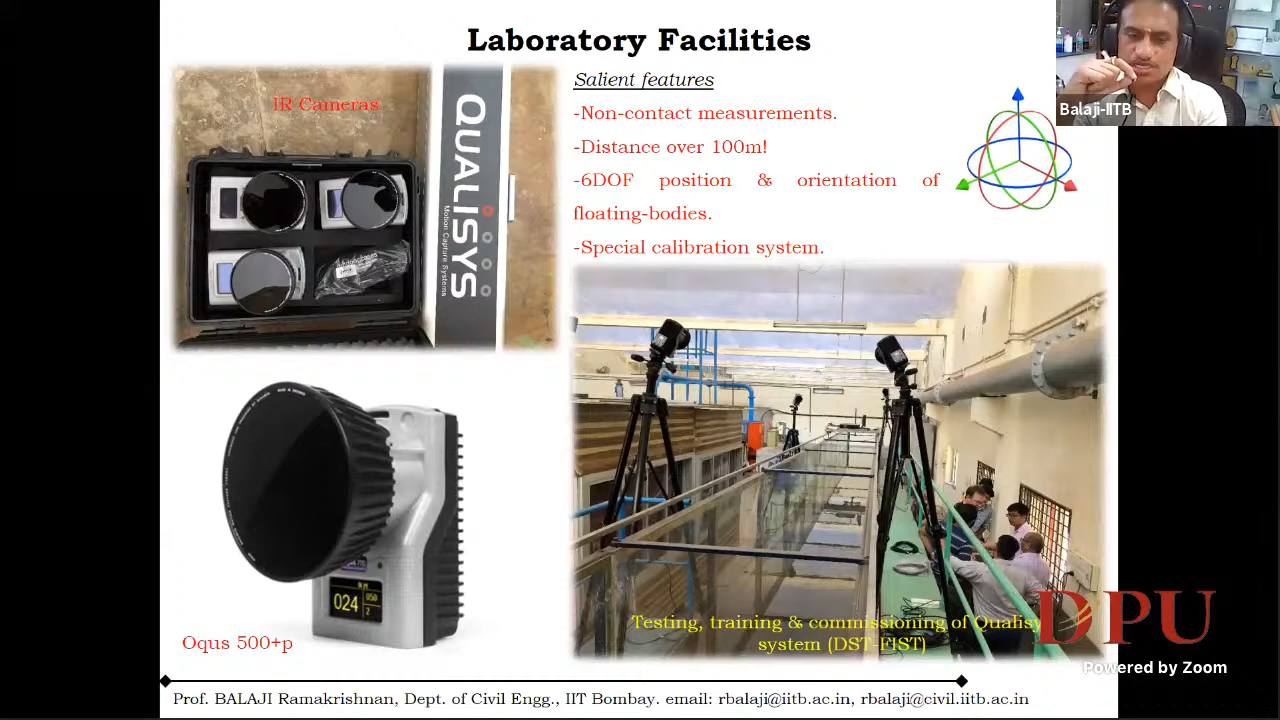 Laboratory Facilities
IR Cameras
QUALISYS
Motion Capture Systems
Salient features
-Non-contact measurements.
-Distance over 100m!
-6DOF position & orientation of
floating-bodies.
-Special calibration system.
Balaji-IITB
024
050
2
Oqus 500+p
Testing, training & commissioning of Qualisy
system (DST-FIST)
DPU
Powered by Zoom
Prof. BALAJI Ramakrishnan, Dept. of Civil Engg., IIT Bombay. email: rbalaji@iitb.ac.in, rbalaji@civil.iitb.ac.in